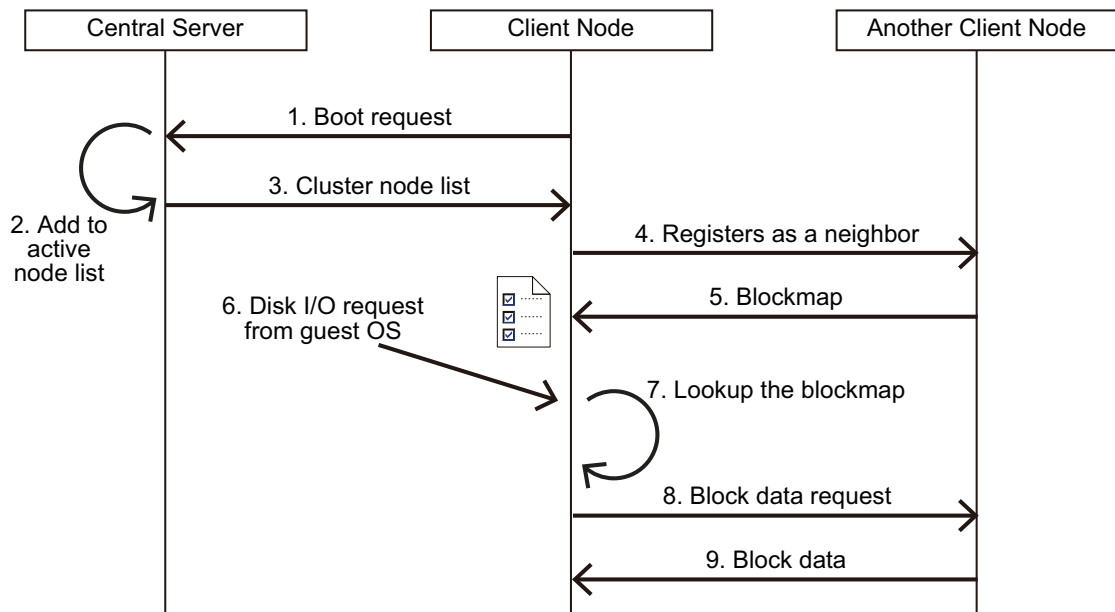 Central Server
Client Node
Another Client Node
1. Boot request
2. Add to
active
node list
3. Cluster node list
4. Registers as a neighbor
5. Blockmap
6. Disk I/O request
from guest OS
7. Lookup the blockmap
8. Block data request
9. Block data